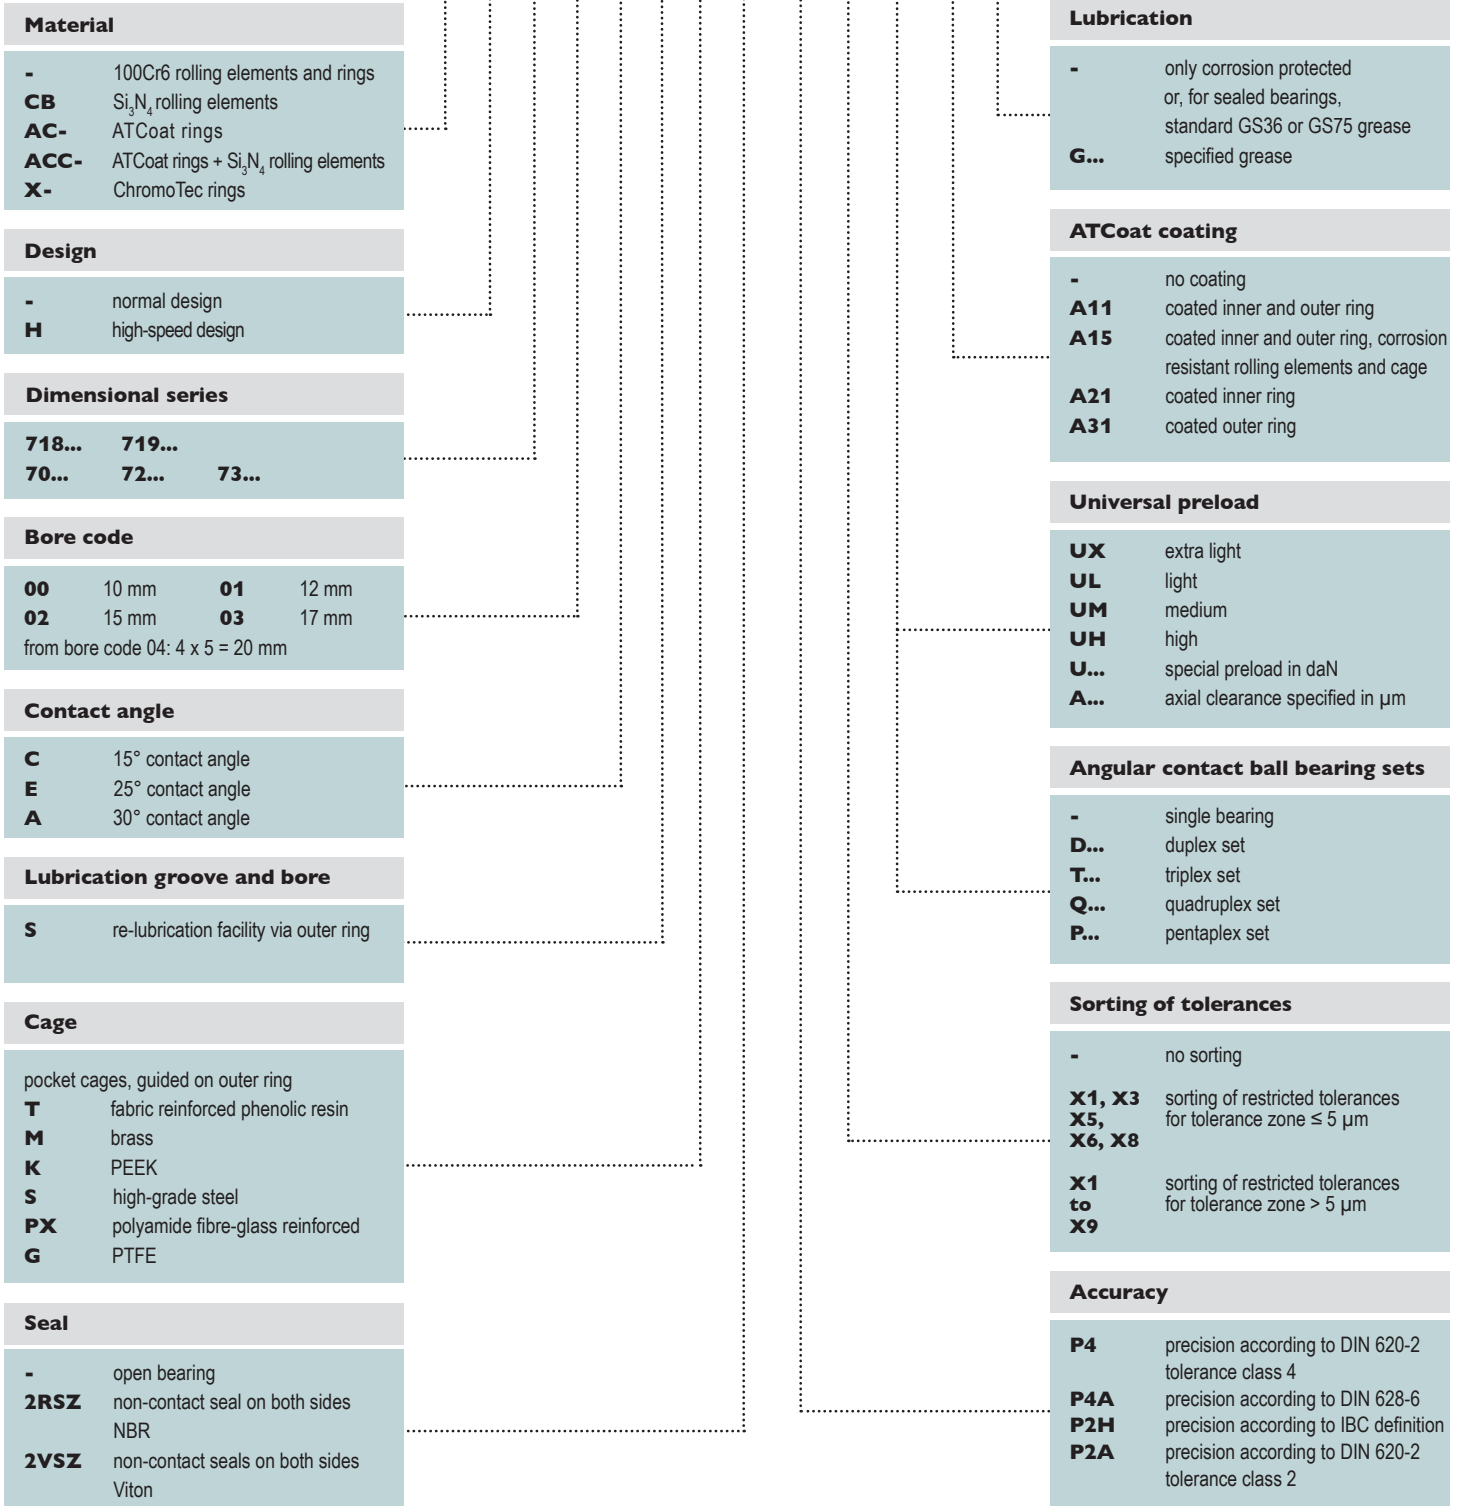 Material
- 100Cr6 rolling elements and rings
CB Si₃N₄ rolling elements
AC- ATCoat rings
ACC- ATCoat rings + Si₃N₄ rolling elements
X- ChromoTec rings
Design
- normal design
H high-speed design
Dimensional series
718... 719...
70... 72... 73...
Bore code
00 10 mm 01 12 mm
02 15 mm 03 17 mm
from bore code 04: 4 x 5 = 20 mm
Contact angle
C 15° contact angle
E 25° contact angle
A 30° contact angle
Lubrication groove and bore
S re-lubrication facility via outer ring
Cage
pocket cages, guided on outer ring
T fabric reinforced phenolic resin
M brass
K PEEK
S high-grade steel
PX polyamide fibre-glass reinforced
G PTFE
Seal
- open bearing
2RSZ non-contact seal on both sides
NBR
2VSZ non-contact seals on both sides
Viton
Lubrication
- only corrosion protected
or, for sealed bearings,
standard GS36 or GS75 grease
G... specified grease
ATCoat coating
- no coating
A11 coated inner and outer ring
A15 coated inner and outer ring, corrosion
resistant rolling elements and cage
A21 coated inner ring
A31 coated outer ring
Universal preload
UX extra light
UL light
UM medium
UH high
U... special preload in daN
A... axial clearance specified in µm
Angular contact ball bearing sets
- single bearing
D... duplex set
T... triplex set
Q... quadruplex set
P... pentaplex set
Sorting of tolerances
- no sorting
X1, X3 sorting of restricted tolerances
X5, for tolerance zone ≤ 5 µm
X6, X8
X1 sorting of restricted tolerances
to for tolerance zone > 5 µm
X9
Accuracy
P4 precision according to DIN 620-2
tolerance class 4
P4A precision according to DIN 628-6
P2H precision according to IBC definition
P2A precision according to DIN 620-2
tolerance class 2